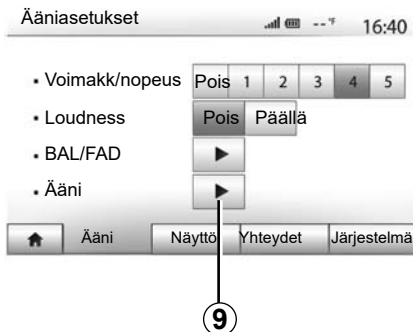 Ääniasetukset --°F 16:40
Voimakk/nopeus Pois 1 2 3 4 5
Loudness Pois Päällä
BAL/FAD
Ääni
Ääni Näyttö Yhteydet Järjestelmä
9